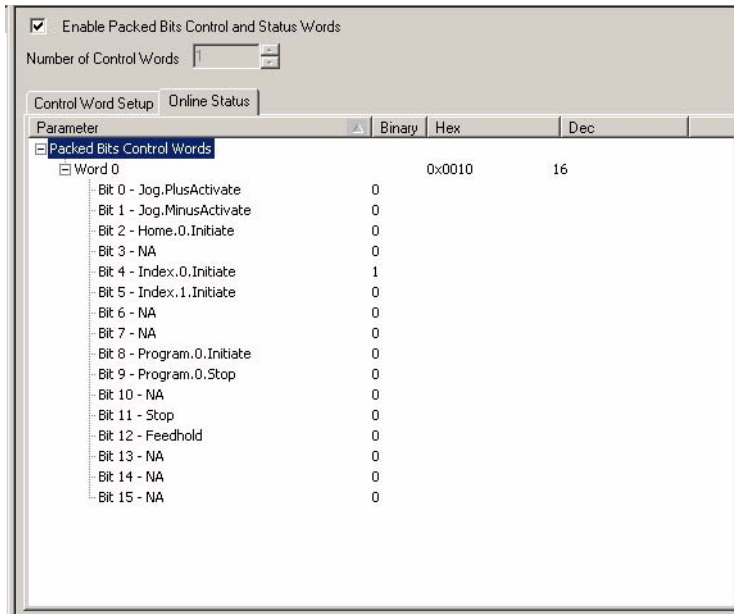 Enable Packed Bits Control and Status Words
Number of Control Words 1
Control Word Setup Online Status
Parameter Binary Hex Dec
Packed Bits Control Words
Word 0 0x0010 16
Bit 0 - Jog.PlusActivate 0
Bit 1 - Jog.MinusActivate 0
Bit 2 - Home.0.Initiate 0
Bit 3 - NA 0
Bit 4 - Index.0.Initiate 1
Bit 5 - Index.1.Initiate 0
Bit 6 - NA 0
Bit 7 - NA 0
Bit 8 - Program.0.Initiate 0
Bit 9 - Program.0.Stop 0
Bit 10 - NA 0
Bit 11 - Stop 0
Bit 12 - Feedhold 0
Bit 13 - NA 0
Bit 14 - NA 0
Bit 15 - NA 0